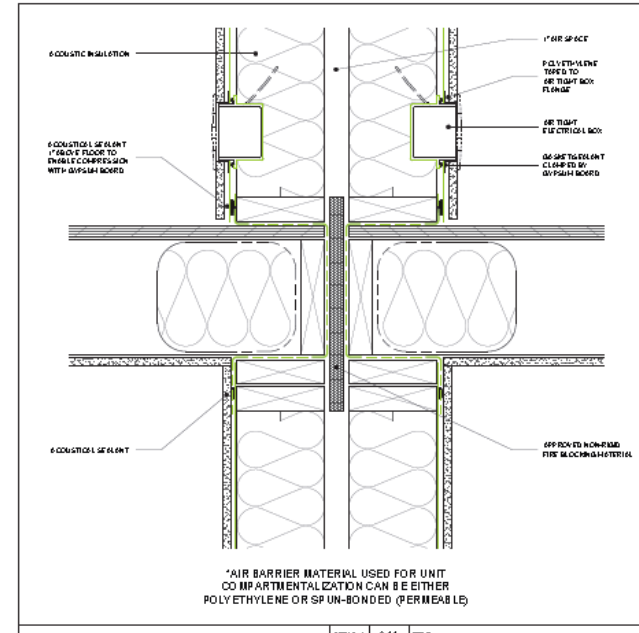 ACOUSTIC INSULATION
1" AIR SPACE
POLYETHYLENE
TAPED TO
AIR TIGHT BOX
FLANGE
AIR TIGHT
ELECTRICAL BOX
ACOUSTICAL SEALANT
1" ABOVE FLOOR TO
ENABLE COMPRESSION
WITH GYPSUM BOARD
GASKET/SEALANT
CLAMPED BY
GYPSUM BOARD
ACOUSTICAL SEALANT
APPROVED NON-RIGID
FIRE BLOCKING MATERIAL
*AIR BARRIER MATERIAL USED FOR UNIT
COMPARTMENTALIZATION CAN BE EITHER
POLYETHYLENE OR SPUN-BONDED (PERMEABLE)